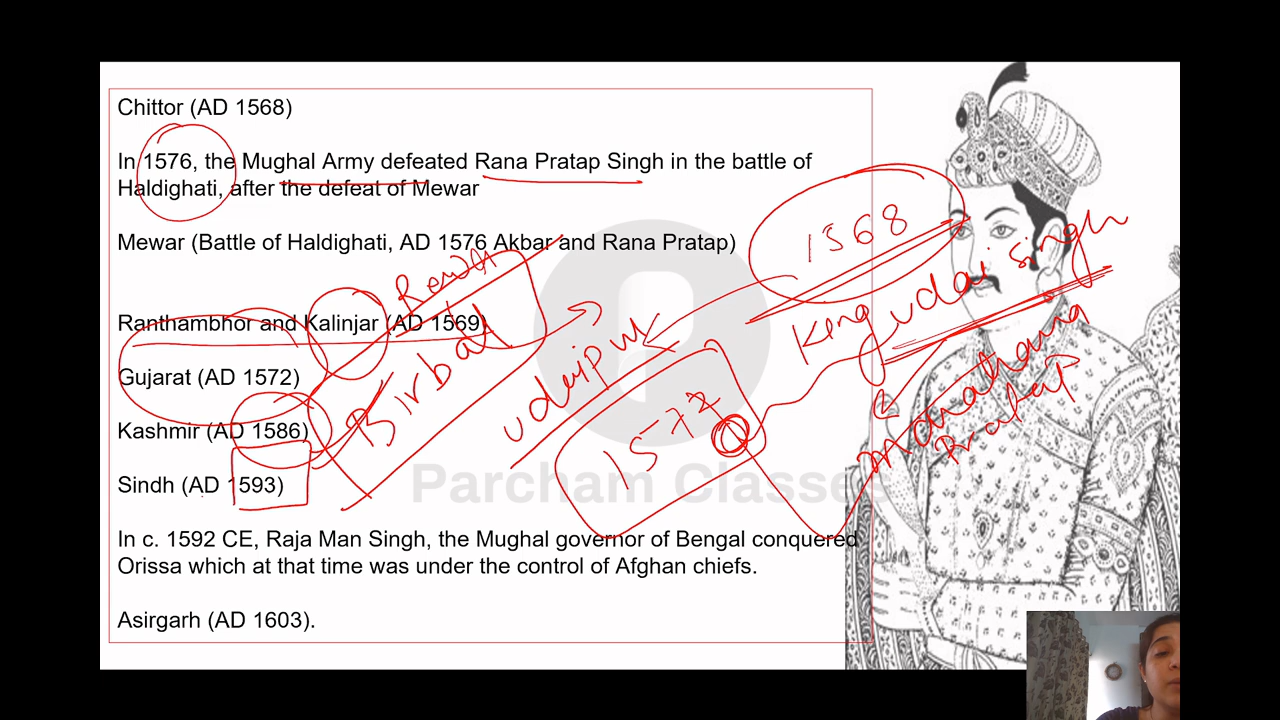 Chittor (AD 1568)
In 1576, the Mughal Army defeated Rana Pratap Singh in the battle of
Haldighati, after the defeat of Mewar
Mewar (Battle of Haldighati, AD 1576 Akbar and Rana Pratap)
1568
King Udai Singh
Ranthambhor and Kalinjar (AD 1569)
Birbal
Udaipur
Maharana
Pratap
Gujarat (AD 1572)
1572
Kashmir (AD 1586)
Sindh (AD 1593)
Parcham Classes
In c. 1592 CE, Raja Man Singh, the Mughal governor of Bengal conquered
Orissa which at that time was under the control of Afghan chiefs.
Asirgarh (AD 1603).